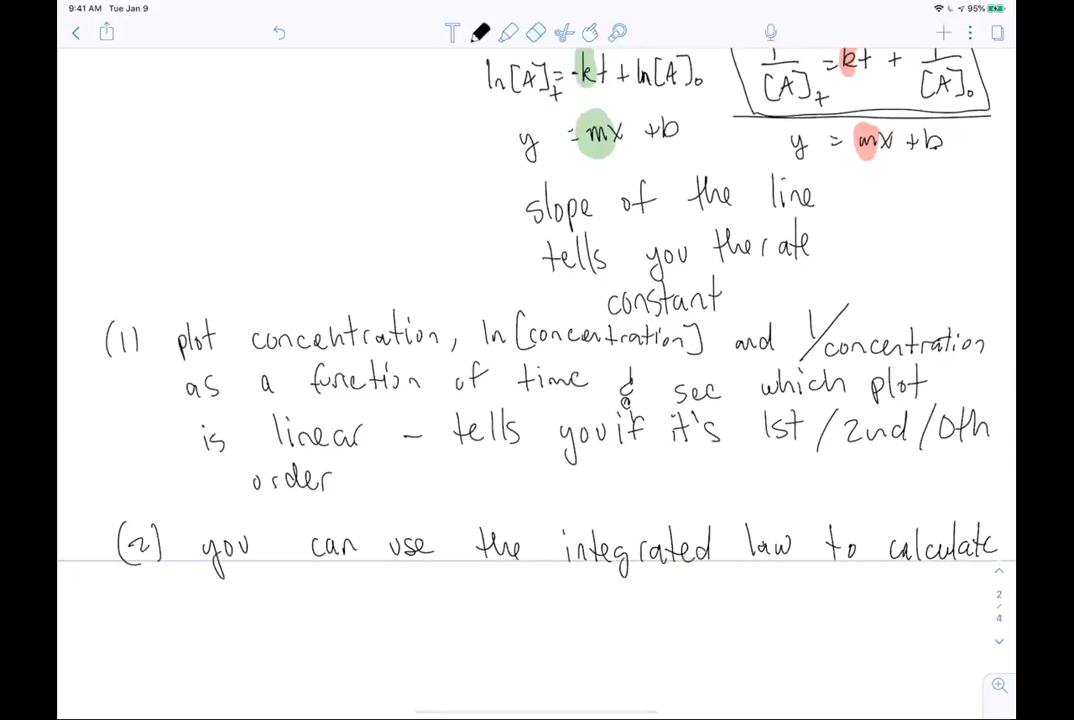 9:41 AM Tue Jan 9
95%
ln[A]t = -kt + ln[A]0
1/[A]t = kt + 1/[A]0
y = mx + b
y = mx + b
slope of the line
tells you the rate
constant
(1) plot concentration, ln[concentration] and 1/concentration
as a function of time & see which plot
is linear - tells you if it's 1st/2nd/0th
order
(2) you can use the integrated law to calculate
2
/
4